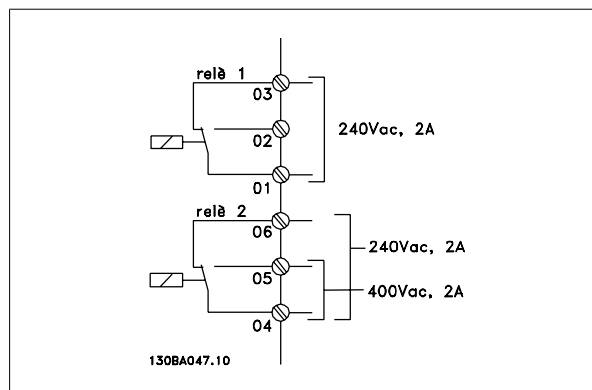 relè 1
03
02
240Vac, 2A
01
relè 2
06
240Vac, 2A
05
400Vac, 2A
04
130BA047.10